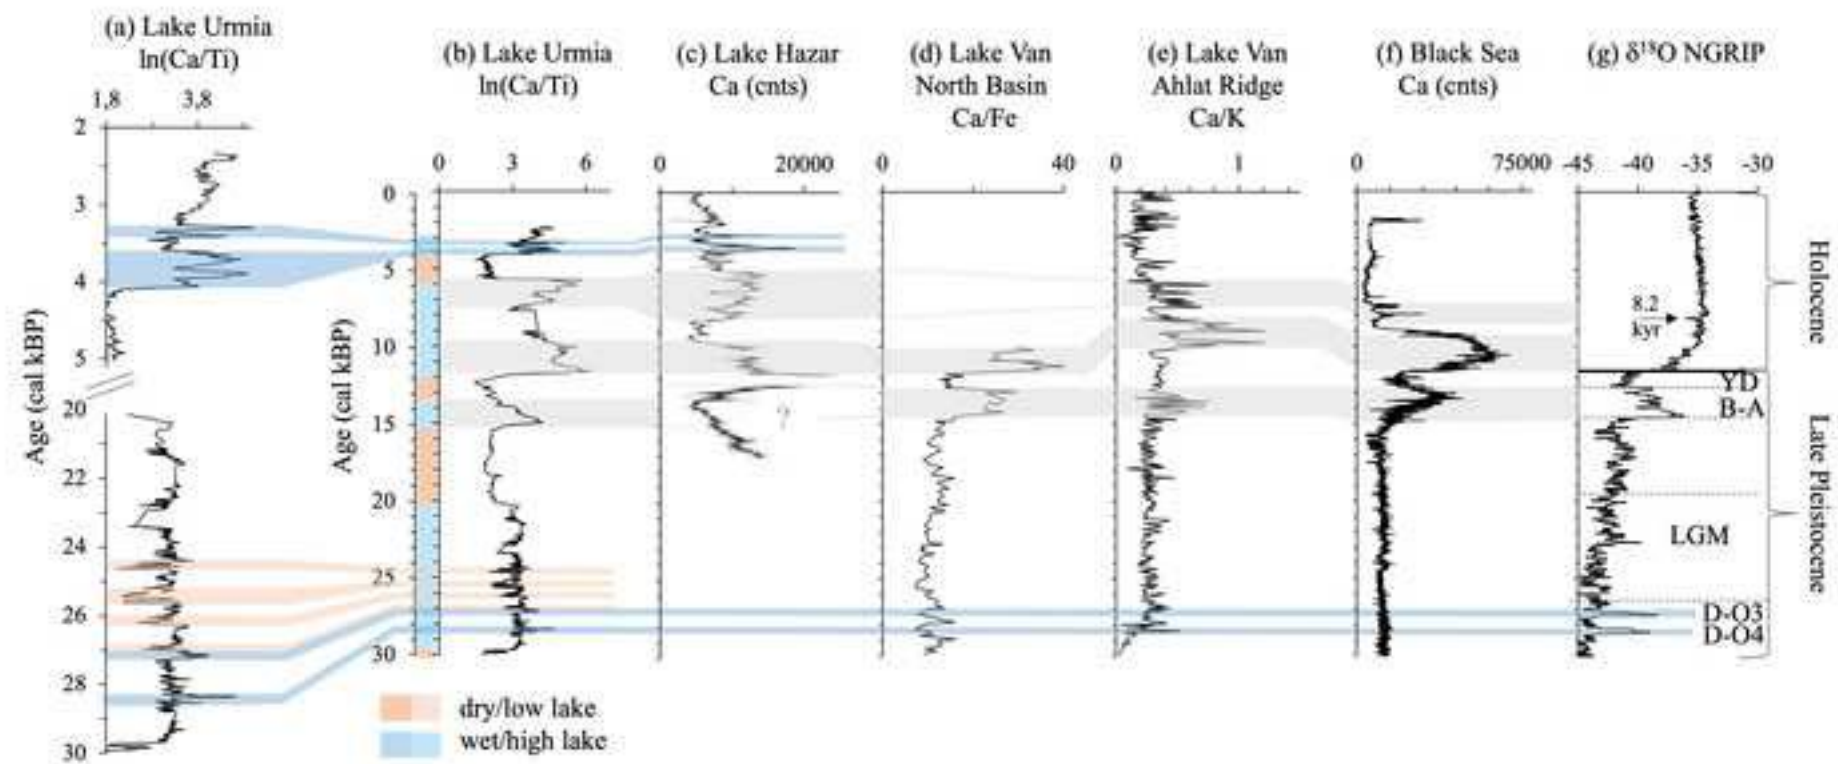 (a) Lake Urmia
ln(Ca/Ti)
1,8 3,8
2
3
4
5
20
22
24
26
28
30
Age (cal kBP)
(b) Lake Urmia
ln(Ca/Ti)
0 3 6
0
5
10
15
20
25
30
Age (cal kBP)
(c) Lake Hazar
Ca (cnts)
0 20000
?
(d) Lake Van
North Basin
Ca/Fe
0 40
(e) Lake Van
Ahlat Ridge
Ca/K
0 1
(f) Black Sea
Ca (cnts)
0 75000
(g) δ¹⁸O NGRIP
-45 -40 -35 -30
8.2
kyr
YD
B-A
LGM
D-O3
D-O4
Holocene
Late Pleistocene
dry/low lake
wet/high lake